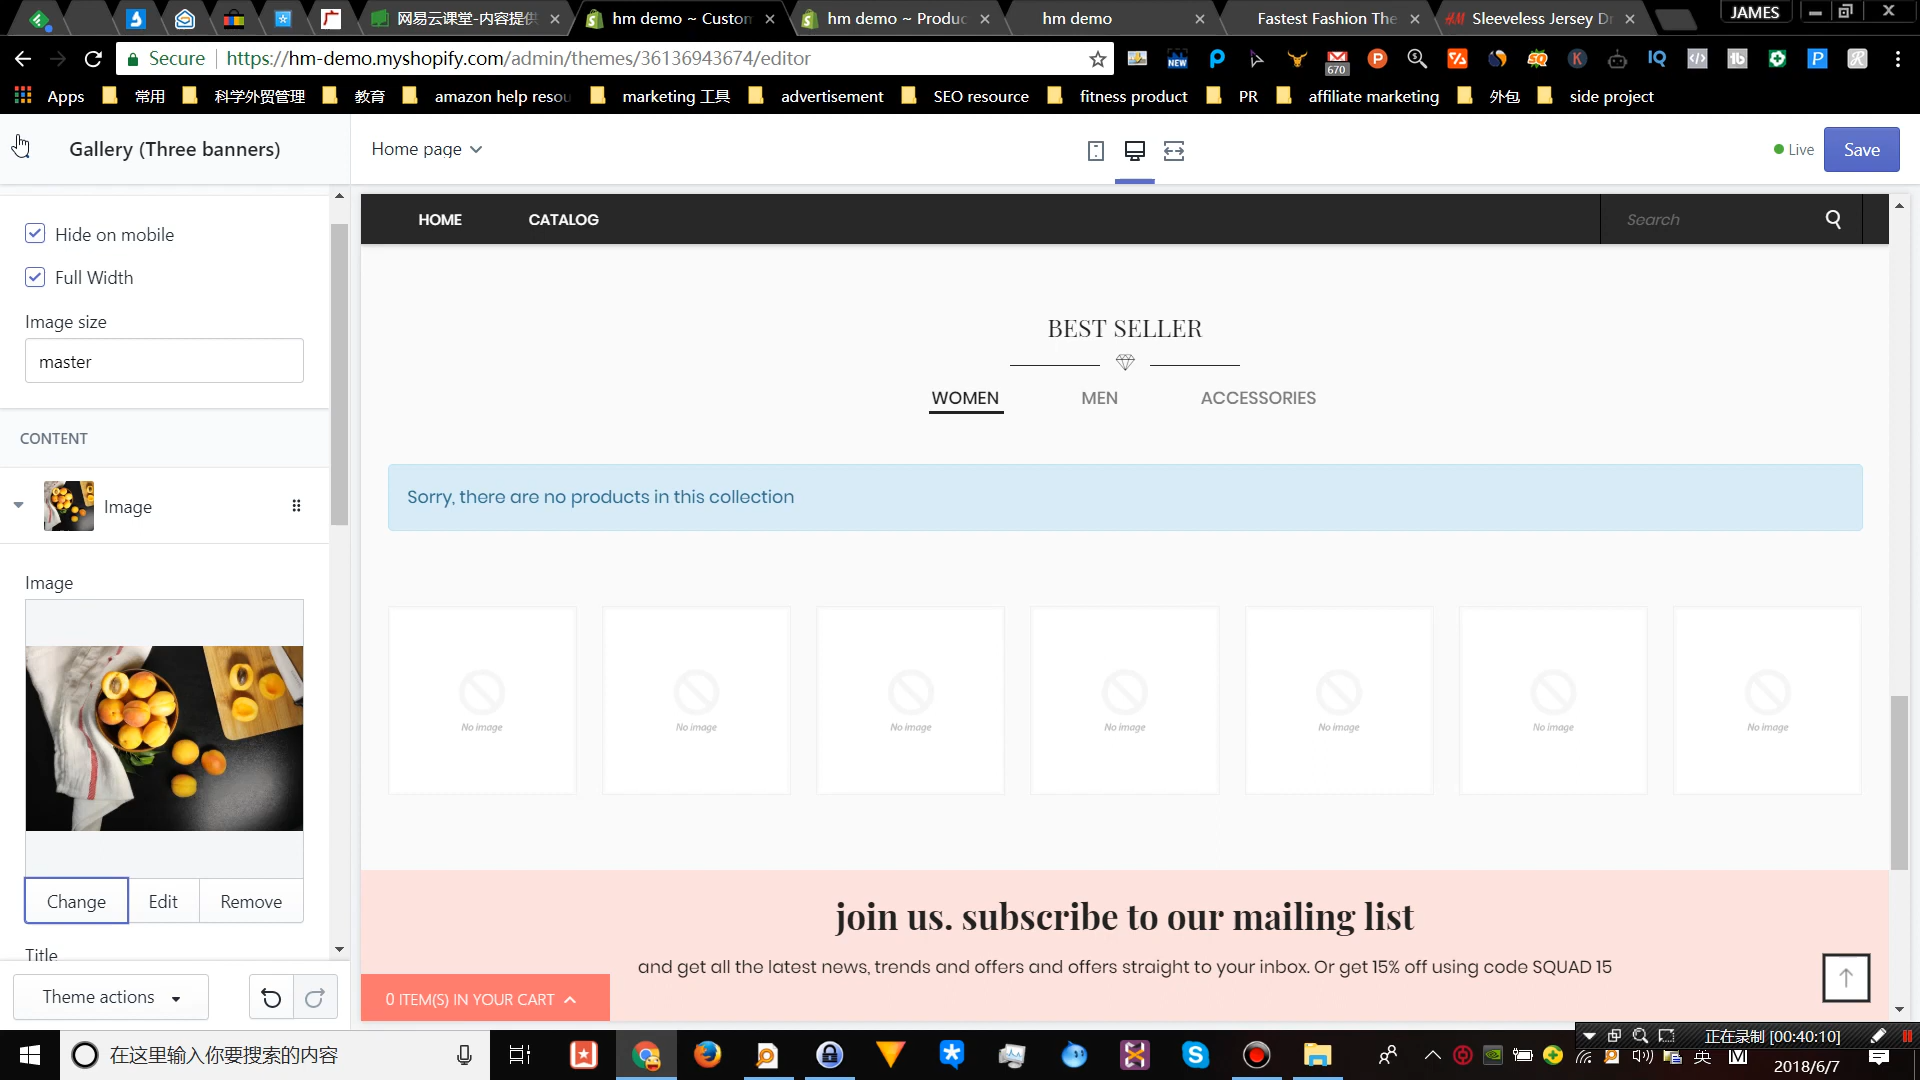 网易云课堂-内容提供
hm demo ~ Custom
hm demo ~ Produc
hm demo
Fastest Fashion The
H&M Sleeveless Jersey Dr
JAMES
Secure
https://hm-demo.myshopify.com/admin/themes/36136943674/editor
NEW
670
Apps
常用
科学外贸管理
教育
amazon help resou
marketing 工具
advertisement
SEO resource
fitness product
PR
affiliate marketing
外包
side project
Gallery (Three banners)
Home page
Live
Save
Hide on mobile
Full Width
Image size
master
CONTENT
Image
Image
Change
Edit
Remove
Title
Theme actions
HOME
CATALOG
Search
BEST SELLER
WOMEN
MEN
ACCESSORIES
Sorry, there are no products in this collection
No image
No image
No image
No image
No image
No image
No image
join us. subscribe to our mailing list
and get all the latest news, trends and offers and offers straight to your inbox. Or get 15% off using code SQUAD 15
0 ITEM(S) IN YOUR CART
在这里输入你要搜索的内容
正在录制 [00:40:10]
英
M
2018/6/7